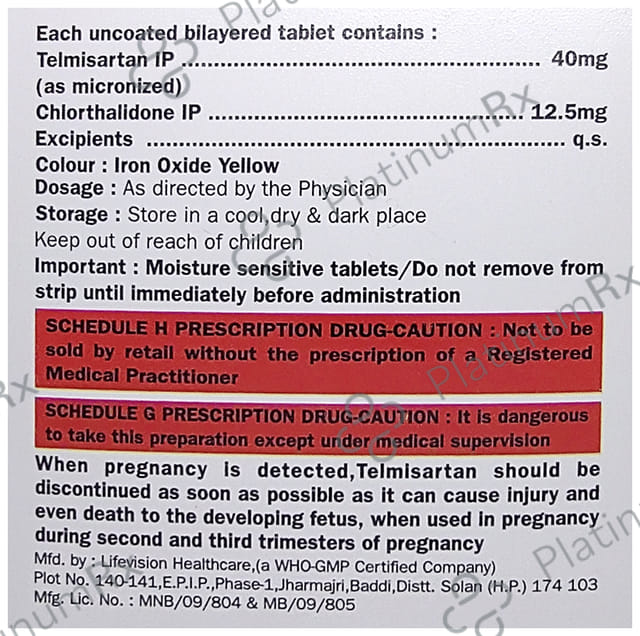 Each uncoated bilayered tablet contains :
Telmisartan IP ........................................................ 40mg
(as micronized)
Chlorthalidone IP .................................................. 12.5mg
Excipients ................................................................ q.s.
Colour : Iron Oxide Yellow
Dosage : As directed by the Physician
Storage : Store in a cool,dry & dark place
Keep out of reach of children
Important : Moisture sensitive tablets/Do not remove from
strip until immediately before administration
SCHEDULE H PRESCRIPTION DRUG-CAUTION : Not to be
sold by retail without the prescription of a Registered
Medical Practitioner
SCHEDULE G PRESCRIPTION DRUG-CAUTION : It is dangerous
to take this preparation except under medical supervision
When pregnancy is detected,Telmisartan should be
discontinued as soon as possible as it can cause injury and
even death to the developing fetus, when used in pregnancy
during second and third trimesters of pregnancy
Mfd. by : Lifevision Healthcare,(a WHO-GMP Certified Company)
Plot No. 140-141,E.P.I.P.,Phase-1,Jharmajri,Baddi,Distt. Solan (H.P.) 174 103
Mfg. Lic. No. : MNB/09/804 & MB/09/805
PlatinumRx
PlatinumRx
PlatinumRx